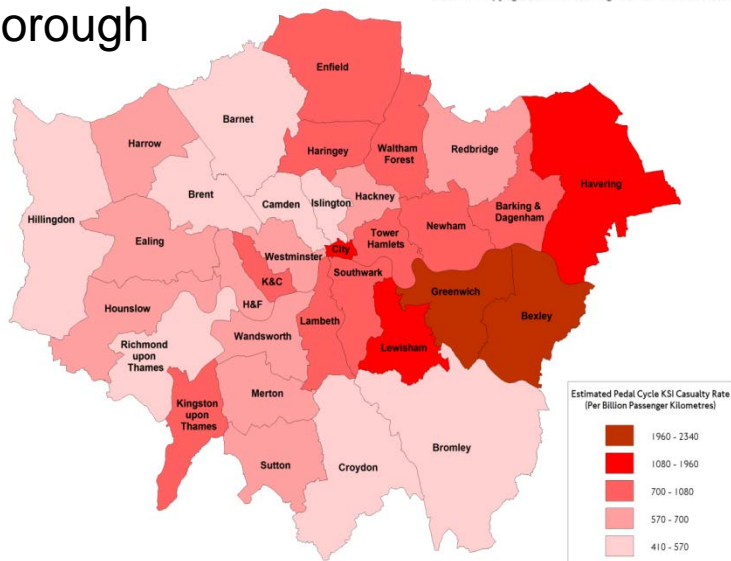 orough
Enfield
Barnet
Harrow
Haringey
Waltham
Forest
Redbridge
Havering
Hillingdon
Brent
Camden
Islington
Hackney
Barking &
Dagenham
Ealing
Westminster
City
Tower
Hamlets
Newham
K&C
Southwark
Greenwich
Hounslow
H&F
Lambeth
Bexley
Richmond
upon
Thames
Wandsworth
Lewisham
Kingston
upon
Thames
Merton
Sutton
Croydon
Bromley
Estimated Pedal Cycle KSI Casualty Rate
(Per Billion Passenger Kilometres)
1960 - 2340
1080 - 1960
700 - 1080
570 - 700
410 - 570